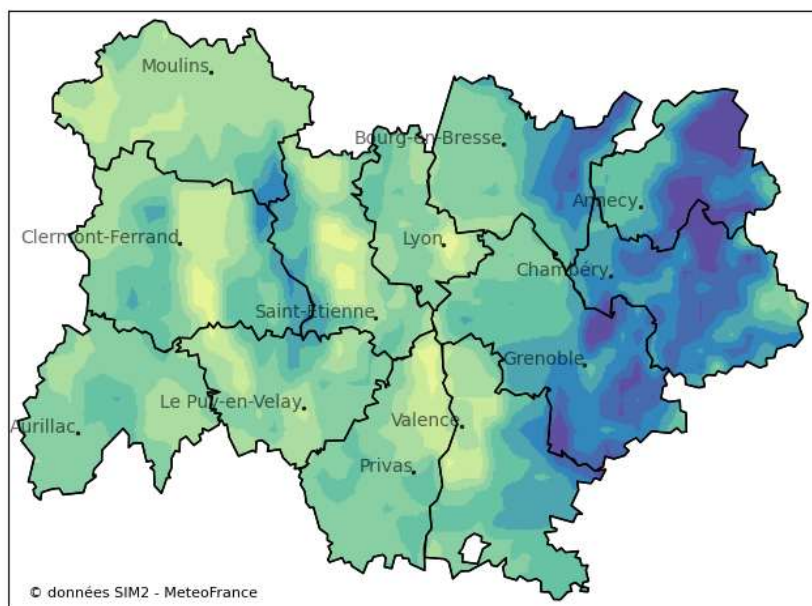 Moulins
Bourg-en-Bresse
Annecy
Clermont-Ferrand
Lyon
Chambéry
Saint-Etienne
Grenoble
Le Puy-en-Velay
Aurillac
Valence
Privas
© données SIM2 - MeteoFrance